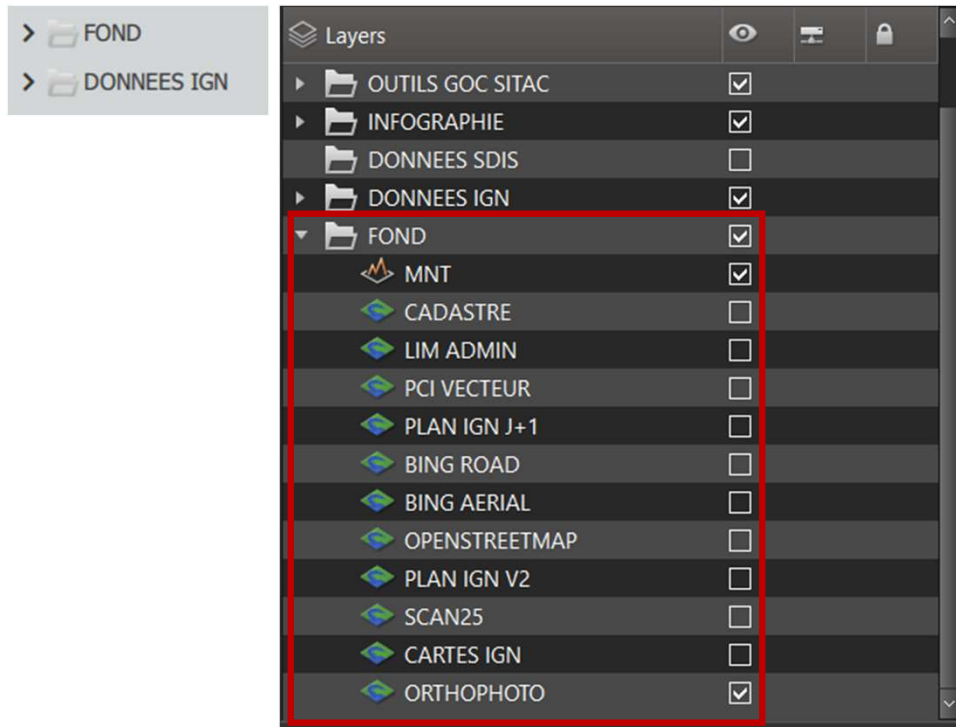 FOND
DONNEES IGN
Layers
OUTILS GOC SITAC
INFOGRAPHIE
DONNEES SDIS
DONNEES IGN
FOND
MNT
CADASTRE
LIM ADMIN
PCI VECTEUR
PLAN IGN J+1
BING ROAD
BING AERIAL
OPENSTREETMAP
PLAN IGN V2
SCAN25
CARTES IGN
ORTHOPHOTO